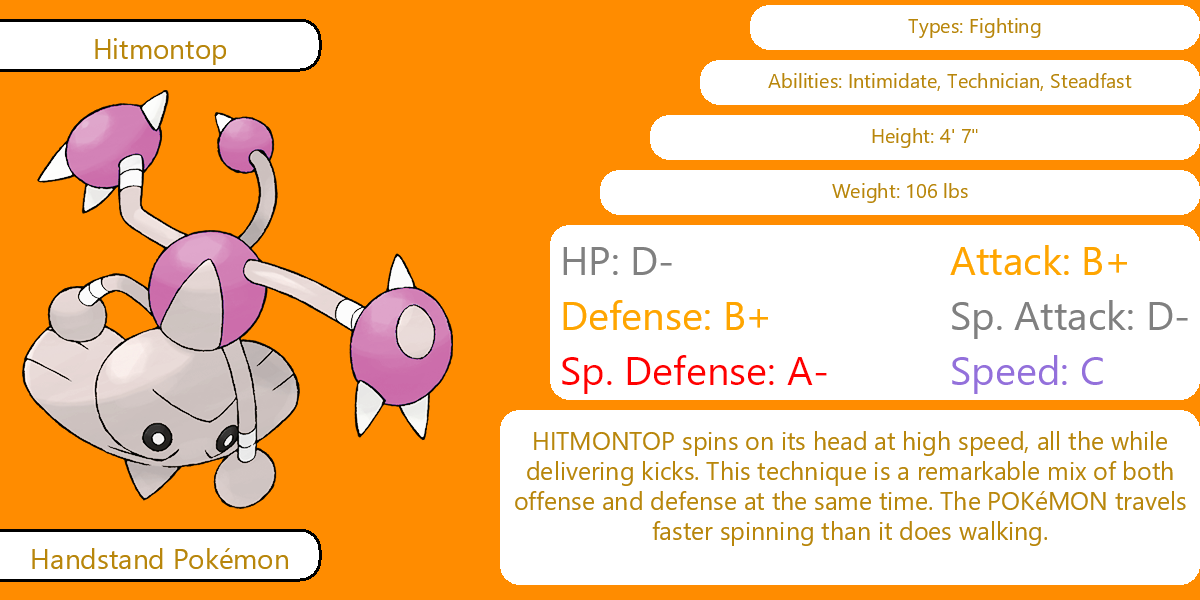 Hitmontop
Types: Fighting
Abilities: Intimidate, Technician, Steadfast
Height: 4' 7"
Weight: 106 lbs
HP: D-
Attack: B+
Defense: B+
Sp. Attack: D-
Sp. Defense: A-
Speed: C
HITMONTOP spins on its head at high speed, all the while
delivering kicks. This technique is a remarkable mix of both
offense and defense at the same time. The POKéMON travels
faster spinning than it does walking.
Handstand Pokémon